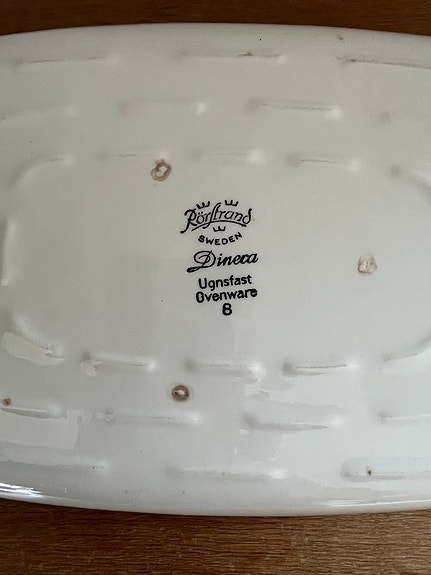 Rörstrand
SWEDEN
Dineca
Ugnsfast
Ovenware
8